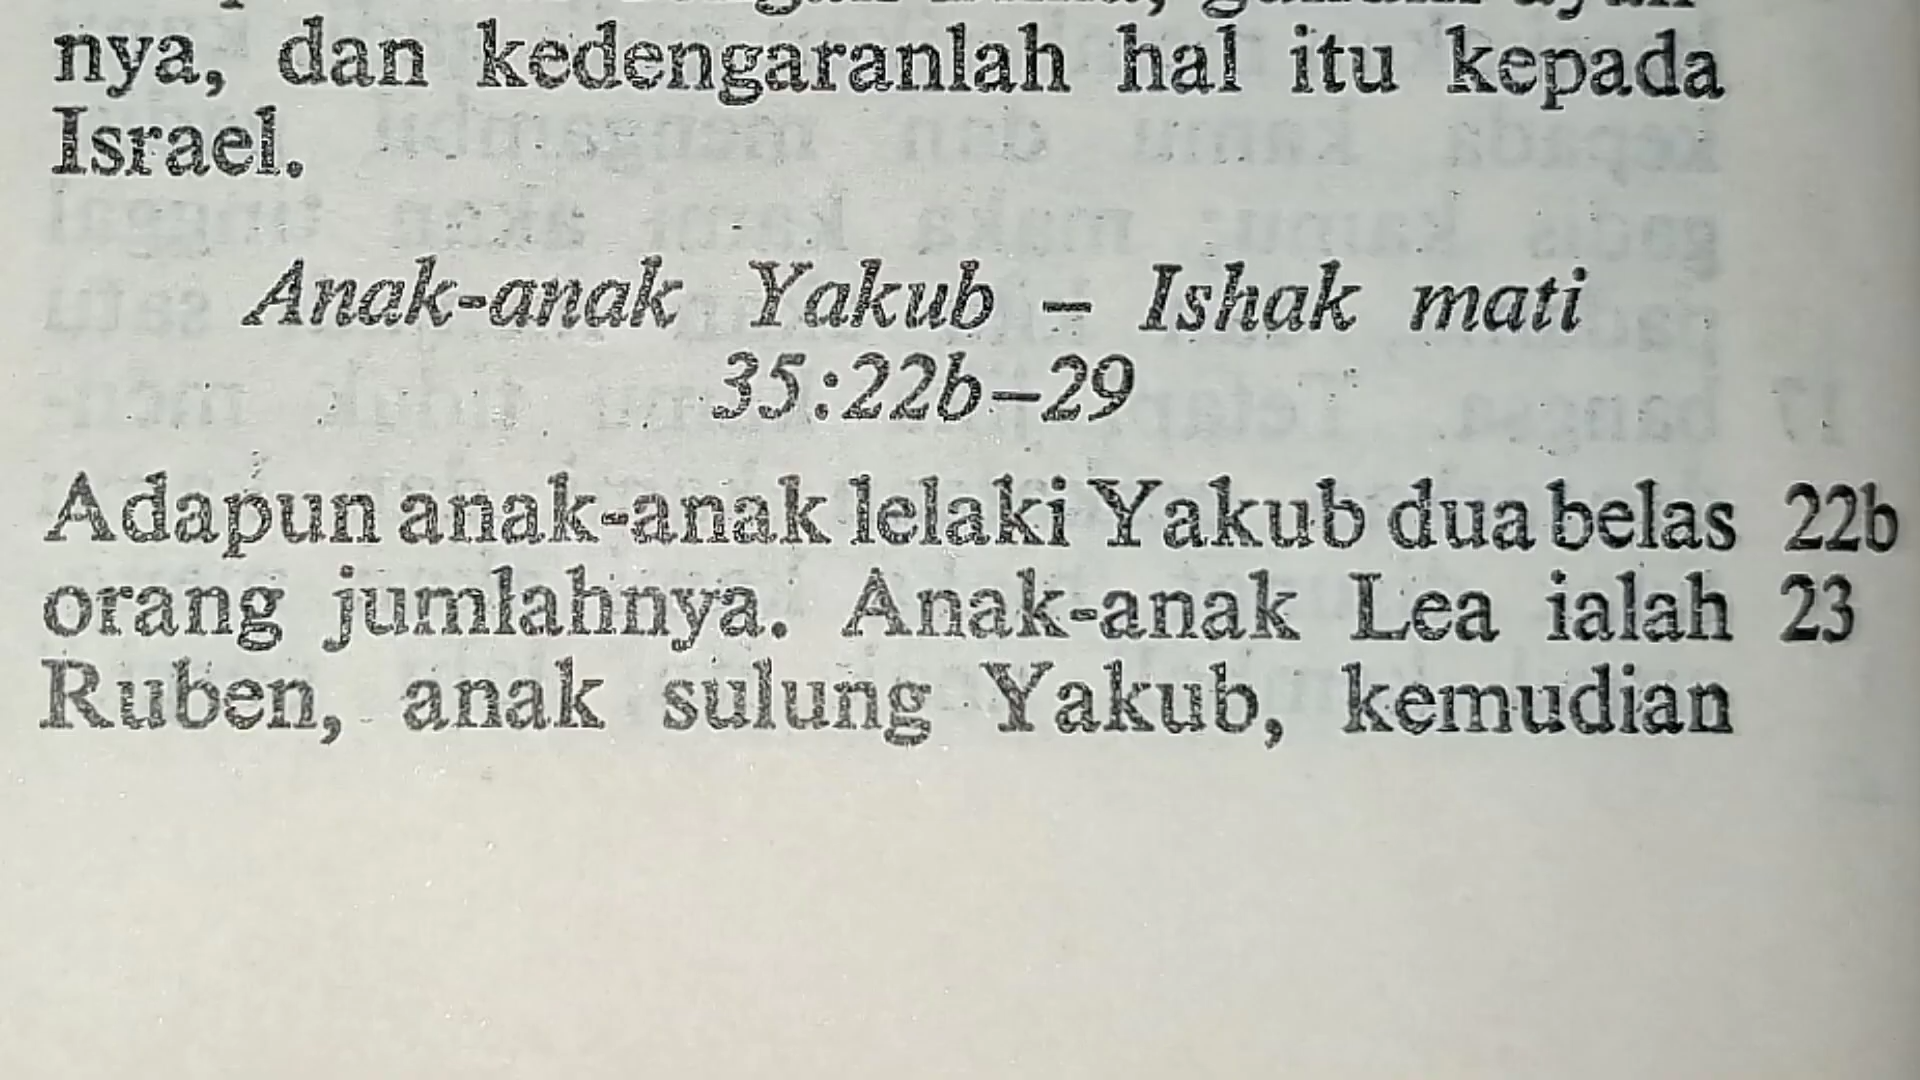 nya, dan kedengaranlah hal itu kepada
Israel.
Anak-anak Yakub – Ishak mati
35:22b–29
Adapun anak-anak lelaki Yakub dua belas 22b
orang jumlahnya. Anak-anak Lea ialah 23
Ruben, anak sulung Yakub, kemudian